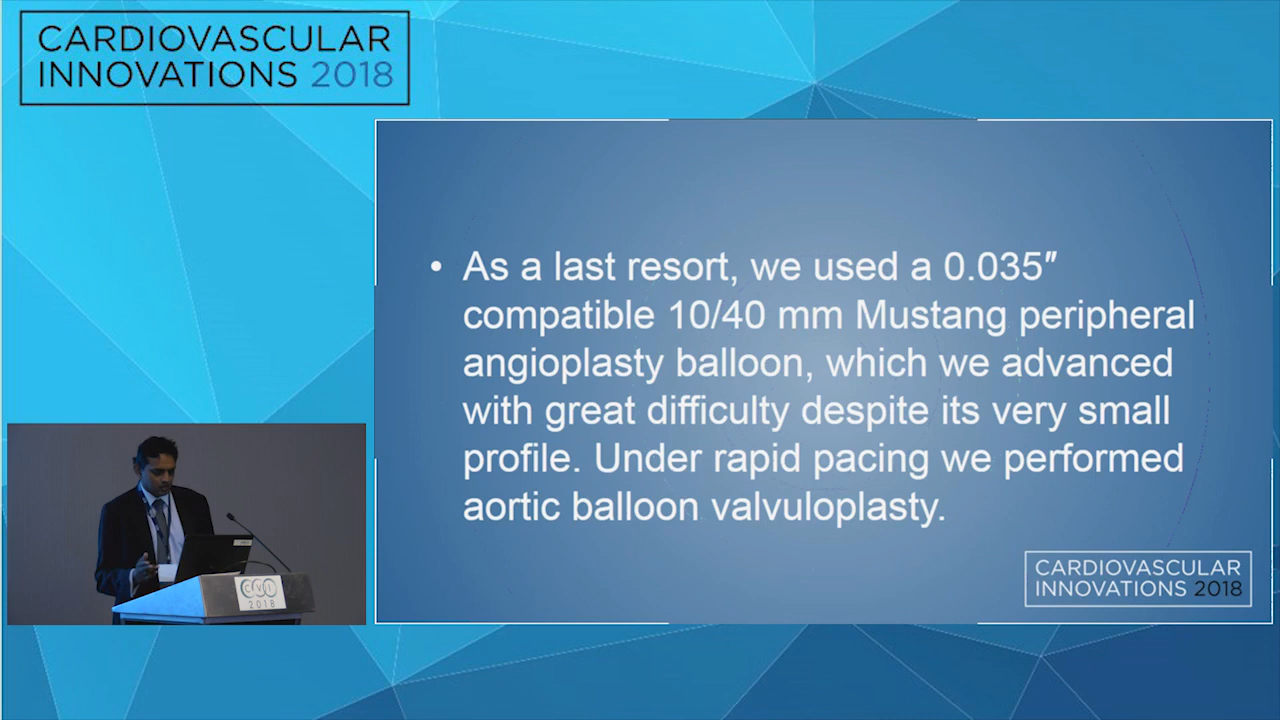 CARDIOVASCULAR
INNOVATIONS 2018
• As a last resort, we used a 0.035″
compatible 10/40 mm Mustang peripheral
angioplasty balloon, which we advanced
with great difficulty despite its very small
profile. Under rapid pacing we performed
aortic balloon valvuloplasty.
CARDIOVASCULAR
INNOVATIONS 2018
CVI
2018